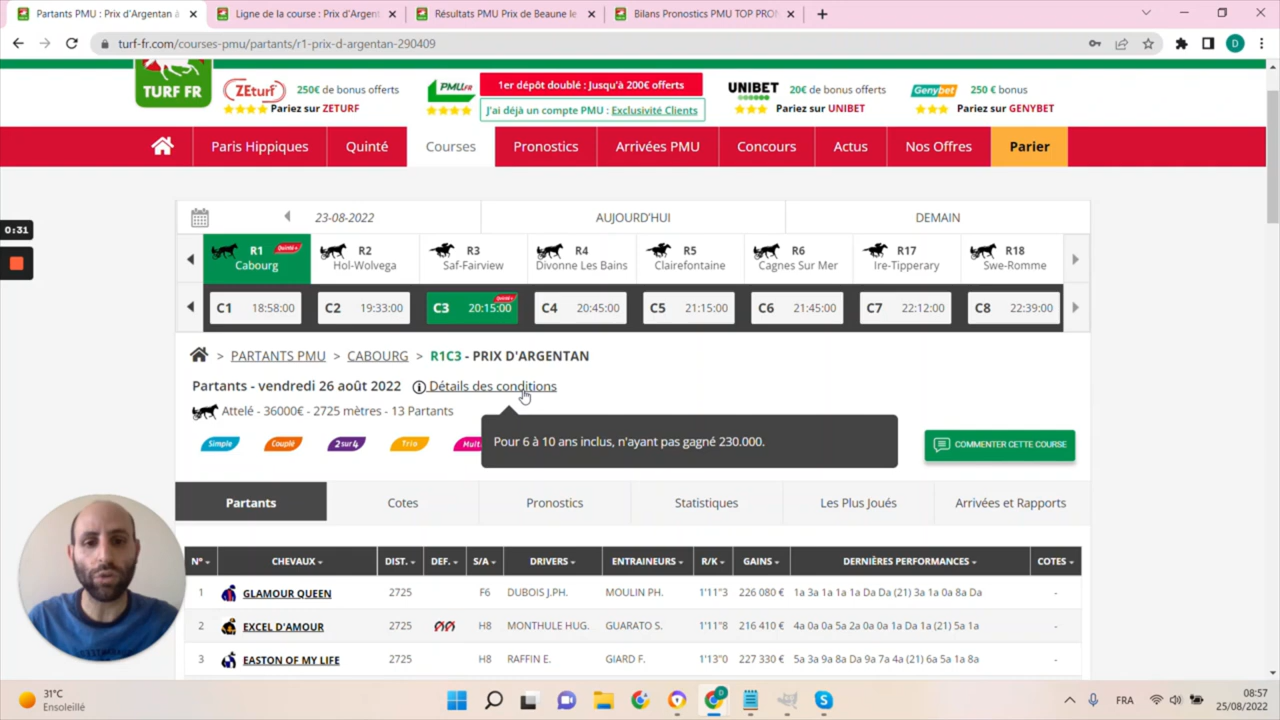 Partants PMU : Prix d'Argentan à
Ligne de la course : Prix d'Argent
Résultats PMU Prix de Beaune le
Bilans Pronostics PMU TOP PRON
turf-fr.com/courses-pmu/partants/r1-prix-d-argentan-290409
D
TURF FR
ZEturf 250€ de bonus offerts
Pariez sur ZETURF
PMU.FR
1er dépôt doublé : Jusqu'à 200€ offerts
J'ai déjà un compte PMU : Exclusivité Clients
UNIBET 20€ de bonus offerts
Pariez sur UNIBET
Genybet 250 € bonus
Pariez sur GENYBET
Paris Hippiques Quinté Courses Pronostics Arrivées PMU Concours Actus Nos Offres Parier
23-08-2022 AUJOURD'HUI DEMAIN
0:31
R1 Quinté+ Cabourg
R2 Hol-Wolvega
R3 Saf-Fairview
R4 Divonne Les Bains
R5 Clairefontaine
R6 Cagnes Sur Mer
R17 Ire-Tipperary
R18 Swe-Romme
C1 18:58:00 C2 19:33:00 C3 20:15:00 Quinté+ C4 20:45:00 C5 21:15:00 C6 21:45:00 C7 22:12:00 C8 22:39:00
> PARTANTS PMU > CABOURG > R1C3 - PRIX D'ARGENTAN
Partants - vendredi 26 août 2022 Détails des conditions
Attelé - 36000€ - 2725 mètres - 13 Partants
Simple Couplé 2sur4 Trio
Pour 6 à 10 ans inclus, n'ayant pas gagné 230.000.
COMMENTER CETTE COURSE
Partants Cotes Pronostics Statistiques Les Plus Joués Arrivées et Rapports
N° CHEVAUX DIST. DEF. S/A DRIVERS ENTRAINEURS R/K GAINS DERNIÈRES PERFORMANCES COTES
1 GLAMOUR QUEEN 2725 F6 DUBOIS J.PH. MOULIN PH. 1'11"3 226 080 € 1a 3a 1a 1a 1a Da Da (21) 3a 1a 0a 8a Da -
2 EXCEL D'AMOUR 2725 H8 MONTHULE HUG. GUARATO S. 1'11"8 216 410 € 4a 0a 0a 5a 2a 0a 0a 1a Da 1a (21) 5a 1a -
3 EASTON OF MY LIFE 2725 H8 RAFFIN E. GIARD F. 1'13"0 227 330 € 5a 3a 9a 8a Da 9a 7a 4a (21) 6a 5a 1a 8a -
31°C
Ensoleillé
FRA
08:57
25/08/2022